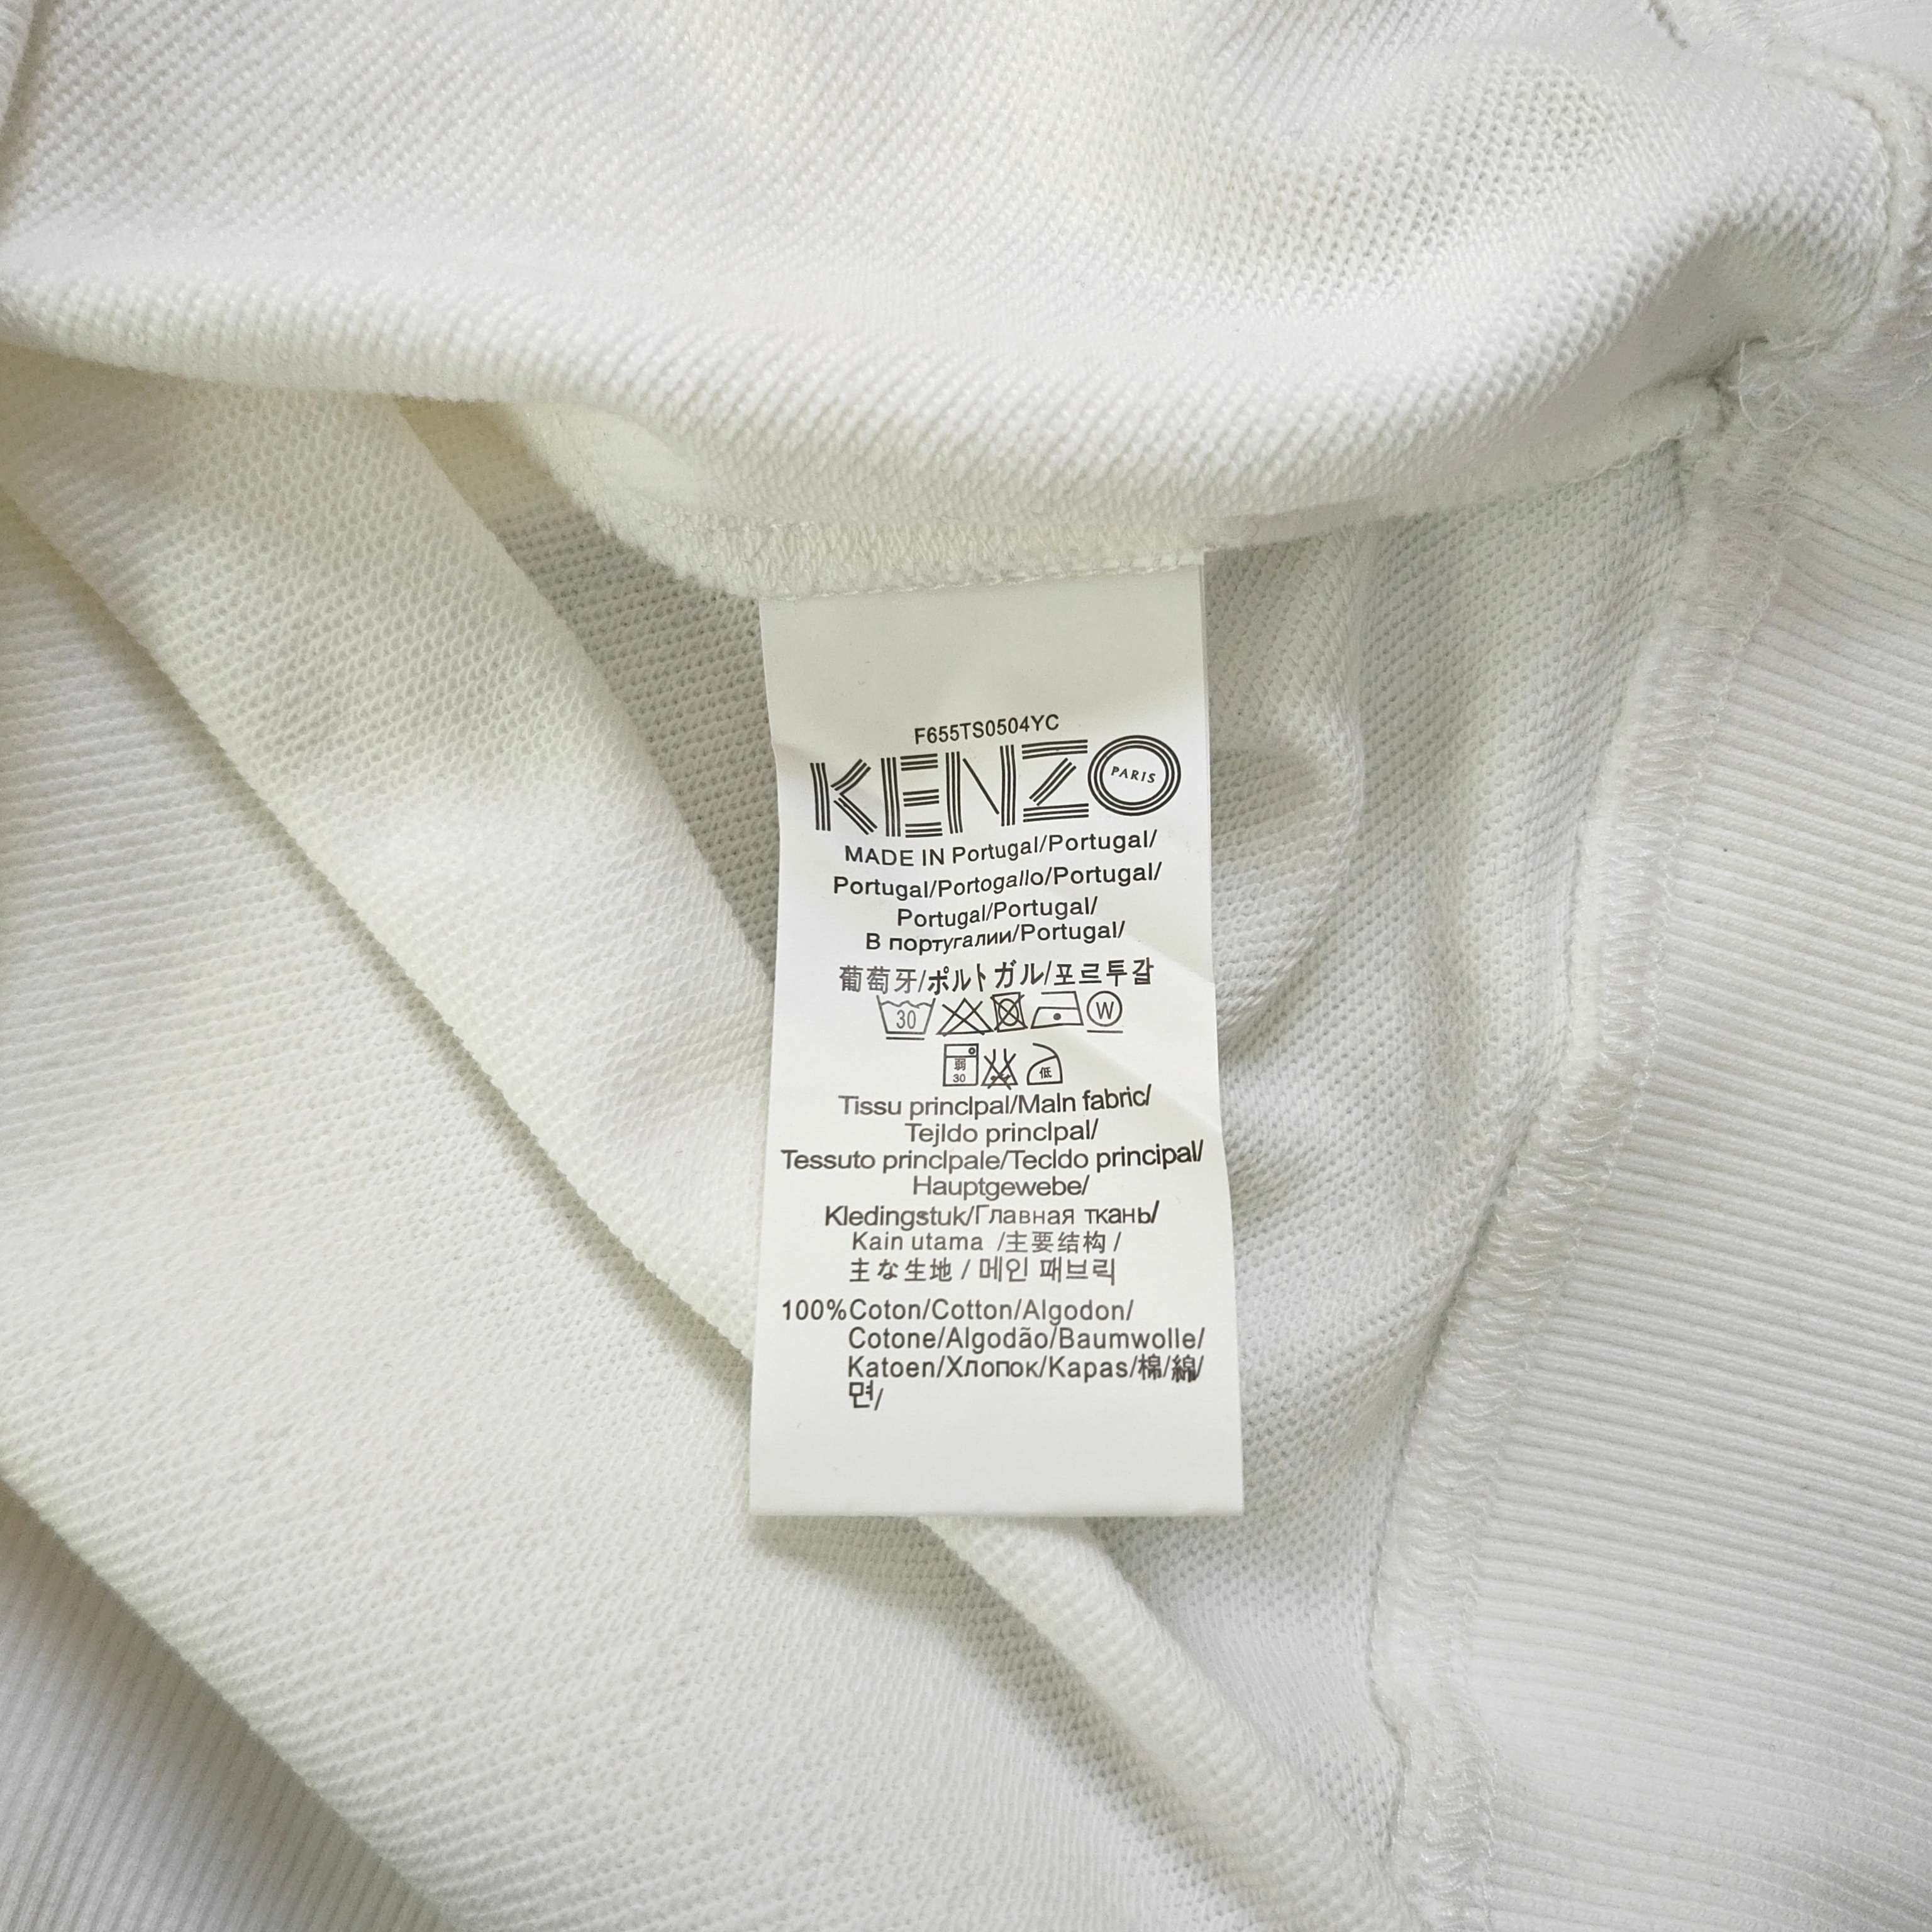 F655TS0504YC
KENZO PARIS
MADE IN Portugal/Portugal/
Portugal/Portogallo/Portugal/
Portugal/Portugal/
В португалии/Portugal/
葡萄牙/ポルトガル/포르투갈
30 W
弱 30 低
Tissu princlpal/Maln fabric/
Tejldo princlpal/
Tessuto princlpale/Tecldo principal/
Hauptgewebe/
Kledingstuk/Главная ткань/
Kain utama /主要结构/
主な生地/메인 패브릭
100%Coton/Cotton/Algodon/
Cotone/Algodão/Baumwolle/
Katoen/Хлопок/Kapas/棉/綿/
면/